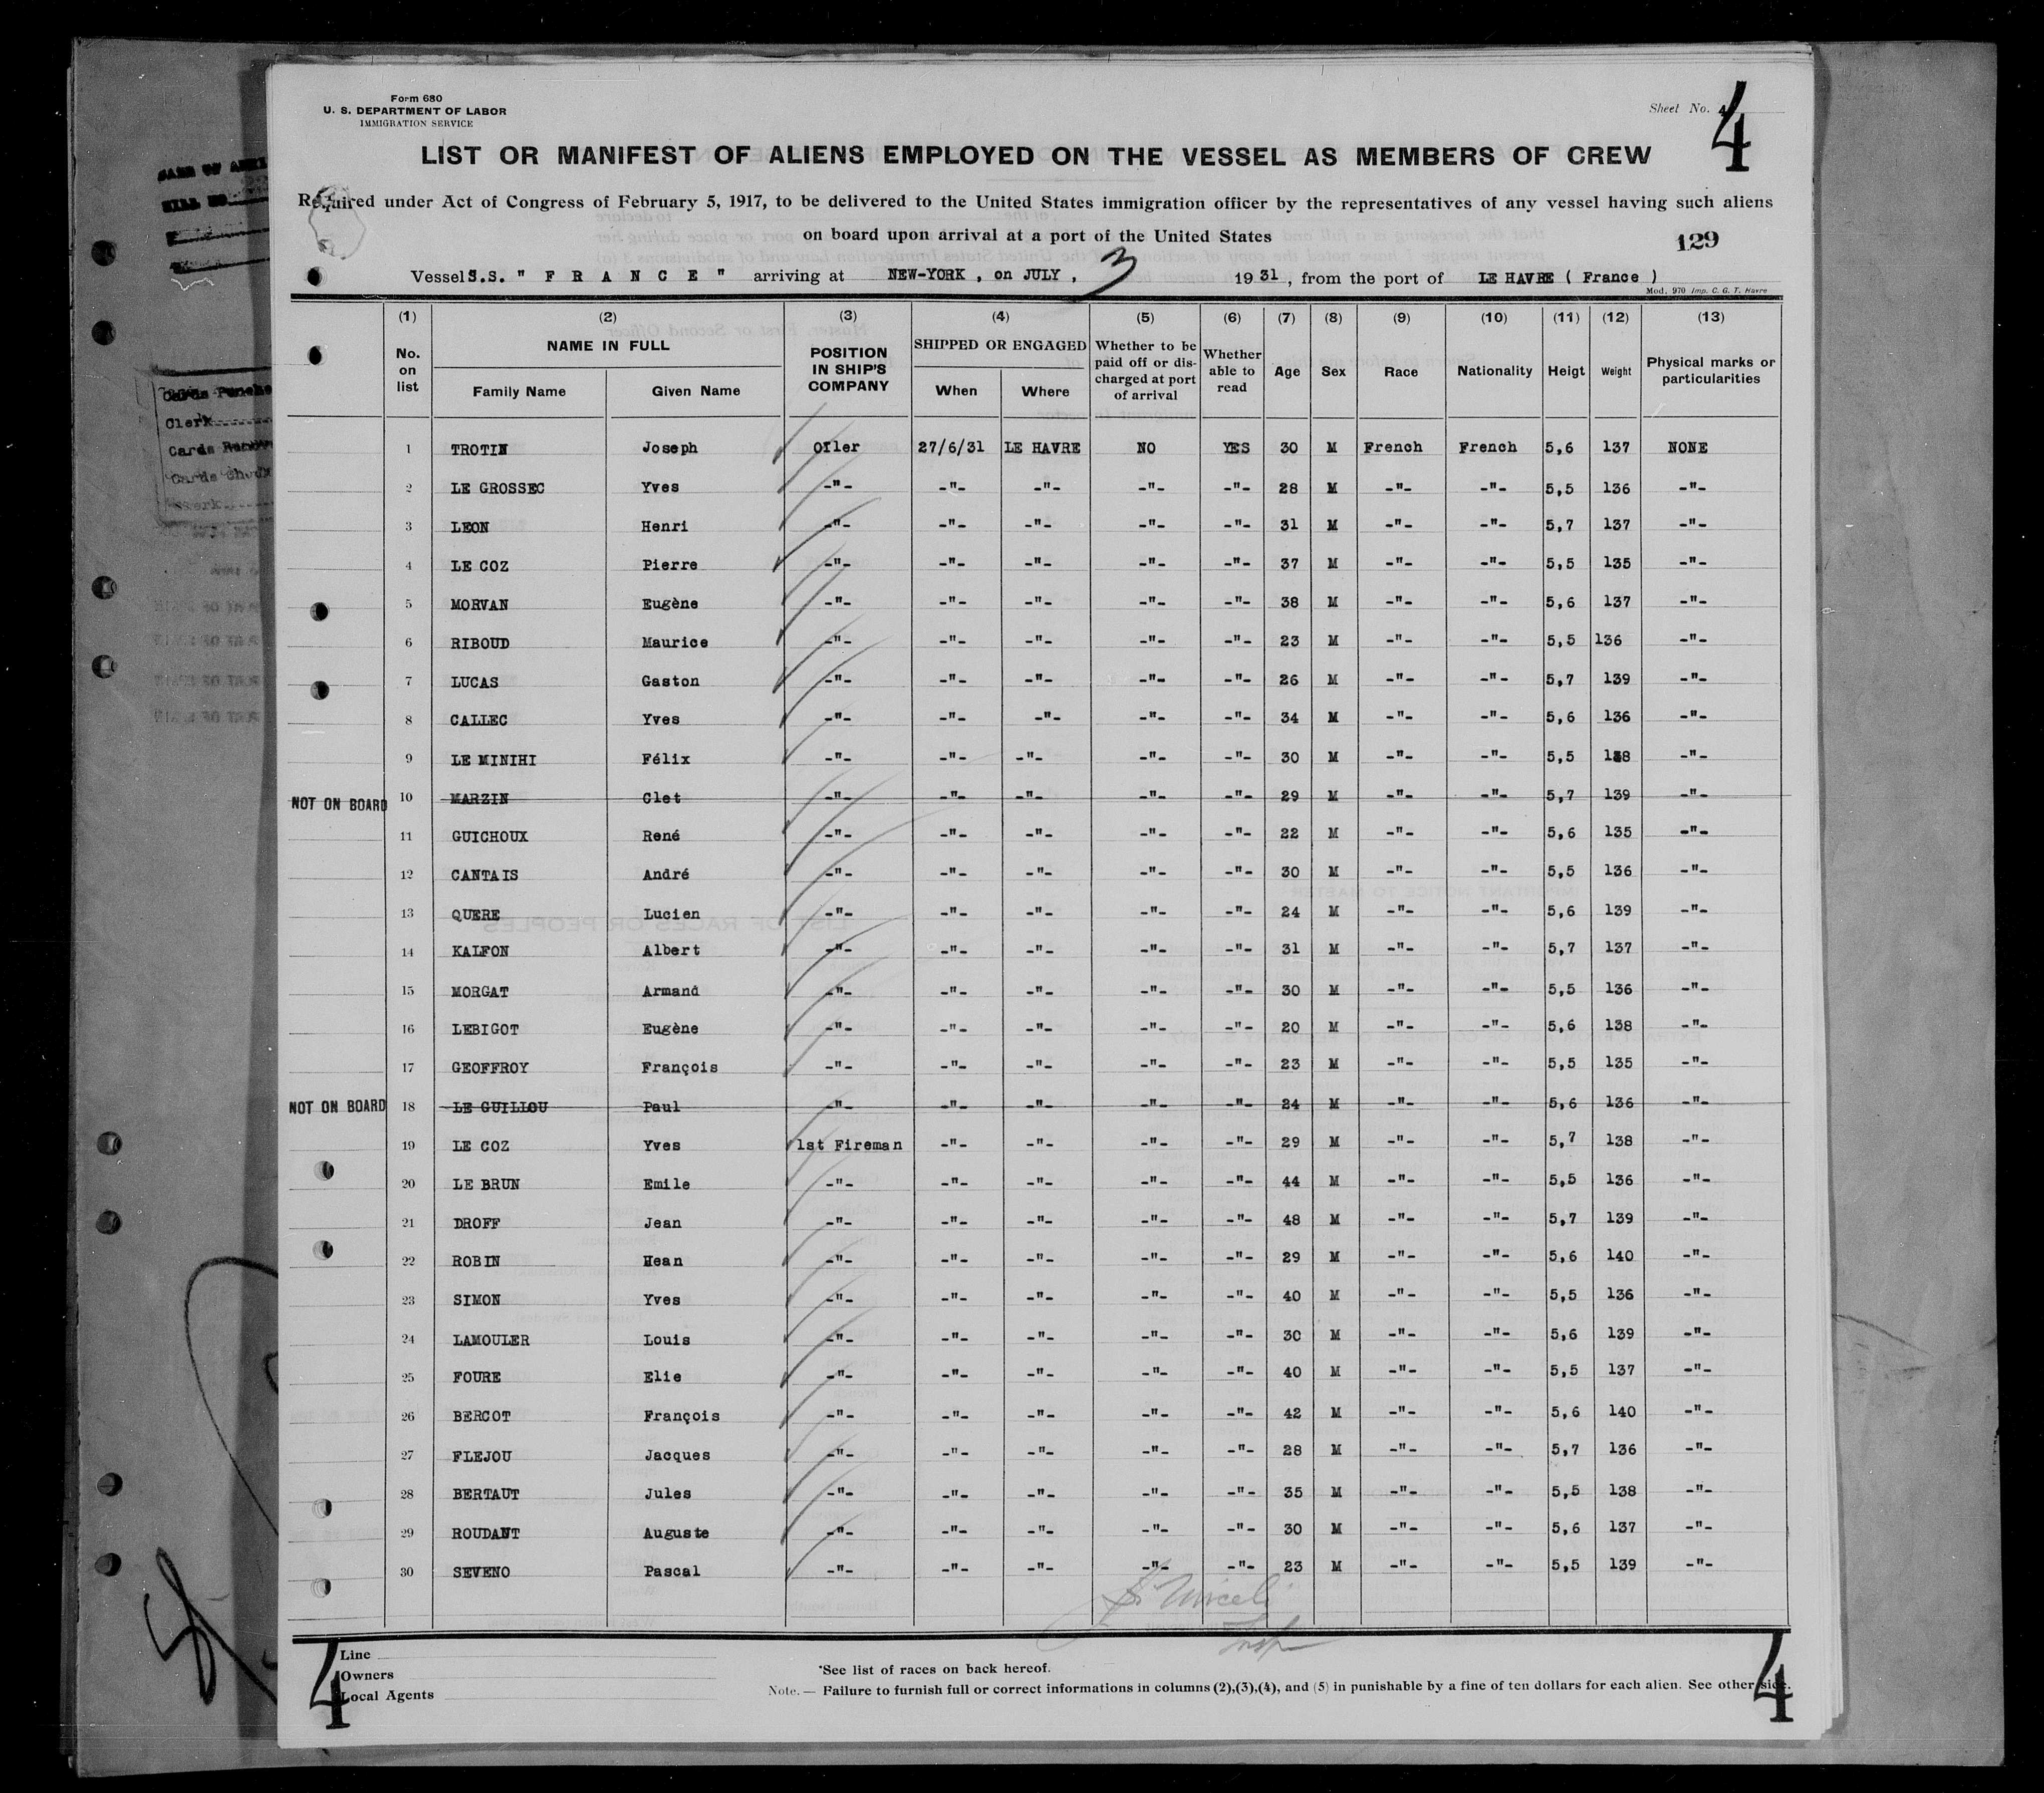 Form 680
U. S. DEPARTMENT OF LABOR
IMMIGRATION SERVICE
Sheet No. 4
4
LIST OR MANIFEST OF ALIENS EMPLOYED ON THE VESSEL AS MEMBERS OF CREW
Required under Act of Congress of February 5, 1917, to be delivered to the United States immigration officer by the representatives of any vessel having such aliens
on board upon arrival at a port of the United States
129
Vessel S.S. " F R A N C E " arriving at NEW-YORK , on JULY , 3 1931 , from the port of LE HAVRE ( France )
Mod. 970 Imp. C. G. T. Havre
(1) (2) (3) (4) (5) (6) (7) (8) (9) (10) (11) (12) (13)
No. on list NAME IN FULL Family Name Given Name POSITION IN SHIP'S COMPANY SHIPPED OR ENGAGED When Where Whether to be paid off or discharged at port of arrival Whether able to read Age Sex Race Nationality Heigt Weight Physical marks or particularities
1 TROTIN Joseph Oiler 27/6/31 LE HAVRE NO YES 30 M French French 5,6 137 NONE
2 LE GROSSEC Yves -"- -"- -"- -"- -"- 28 M -"- -"- 5,5 136 -"-
3 LEON Henri -"- -"- -"- -"- -"- 31 M -"- -"- 5,7 137 -"-
4 LE COZ Pierre -"- -"- -"- -"- -"- 37 M -"- -"- 5,5 135 -"-
5 MORVAN Eugène -"- -"- -"- -"- -"- 38 M -"- -"- 5,6 137 -"-
6 RIBOUD Maurice -"- -"- -"- -"- -"- 23 M -"- -"- 5,5 136 -"-
7 LUCAS Gaston -"- -"- -"- -"- -"- 26 M -"- -"- 5,7 139 -"-
8 CALLEC Yves -"- -"- -"- -"- -"- 34 M -"- -"- 5,6 136 -"-
9 LE MINIHI Félix -"- -"- -"- -"- -"- 30 M -"- -"- 5,5 138 -"-
NOT ON BOARD 10 MARZIN Clet -"- -"- -"- -"- -"- 29 M -"- -"- 5,7 139 -"-
11 GUICHOUX René -"- -"- -"- -"- -"- 22 M -"- -"- 5,6 135 -"-
12 CANTAIS André -"- -"- -"- -"- -"- 30 M -"- -"- 5,5 136 -"-
13 QUERE Lucien -"- -"- -"- -"- -"- 24 M -"- -"- 5,6 139 -"-
14 KALFON Albert -"- -"- -"- -"- -"- 31 M -"- -"- 5,7 137 -"-
15 MORGAT Armand -"- -"- -"- -"- -"- 30 M -"- -"- 5,5 136 -"-
16 LEBIGOT Eugène -"- -"- -"- -"- -"- 20 M -"- -"- 5,6 138 -"-
17 GEOFFROY François -"- -"- -"- -"- -"- 23 M -"- -"- 5,5 135 -"-
NOT ON BOARD 18 LE GUILLOU Paul -"- -"- -"- -"- -"- 24 M -"- -"- 5,6 136 -"-
19 LE COZ Yves 1st Fireman -"- -"- -"- -"- 29 M -"- -"- 5,7 138 -"-
20 LE BRUN Emile -"- -"- -"- -"- -"- 44 M -"- -"- 5,5 136 -"-
21 DROFF Jean -"- -"- -"- -"- -"- 48 M -"- -"- 5,7 139 -"-
22 ROBIN Hean -"- -"- -"- -"- -"- 29 M -"- -"- 5,6 140 -"-
23 SIMON Yves -"- -"- -"- -"- -"- 40 M -"- -"- 5,5 136 -"-
24 LAMOULER Louis -"- -"- -"- -"- -"- 30 M -"- -"- 5,6 139 -"-
25 FOURE Elie -"- -"- -"- -"- -"- 40 M -"- -"- 5,5 137 -"-
26 BERCOT François -"- -"- -"- -"- -"- 42 M -"- -"- 5,6 140 -"-
27 FLEJOU Jacques -"- -"- -"- -"- -"- 28 M -"- -"- 5,7 136 -"-
28 BERTAUT Jules -"- -"- -"- -"- -"- 35 M -"- -"- 5,5 138 -"-
29 ROUDANT Auguste -"- -"- -"- -"- -"- 30 M -"- -"- 5,6 137 -"-
30 SEVENO Pascal -"- -"- -"- -"- -"- 23 M -"- -"- 5,5 139 -"-
Insp
Line
Owners
Local Agents
4
*See list of races on back hereof.
Note. — Failure to furnish full or correct informations in columns (2),(3),(4), and (5) in punishable by a fine of ten dollars for each alien. See other side.
4
Clerk